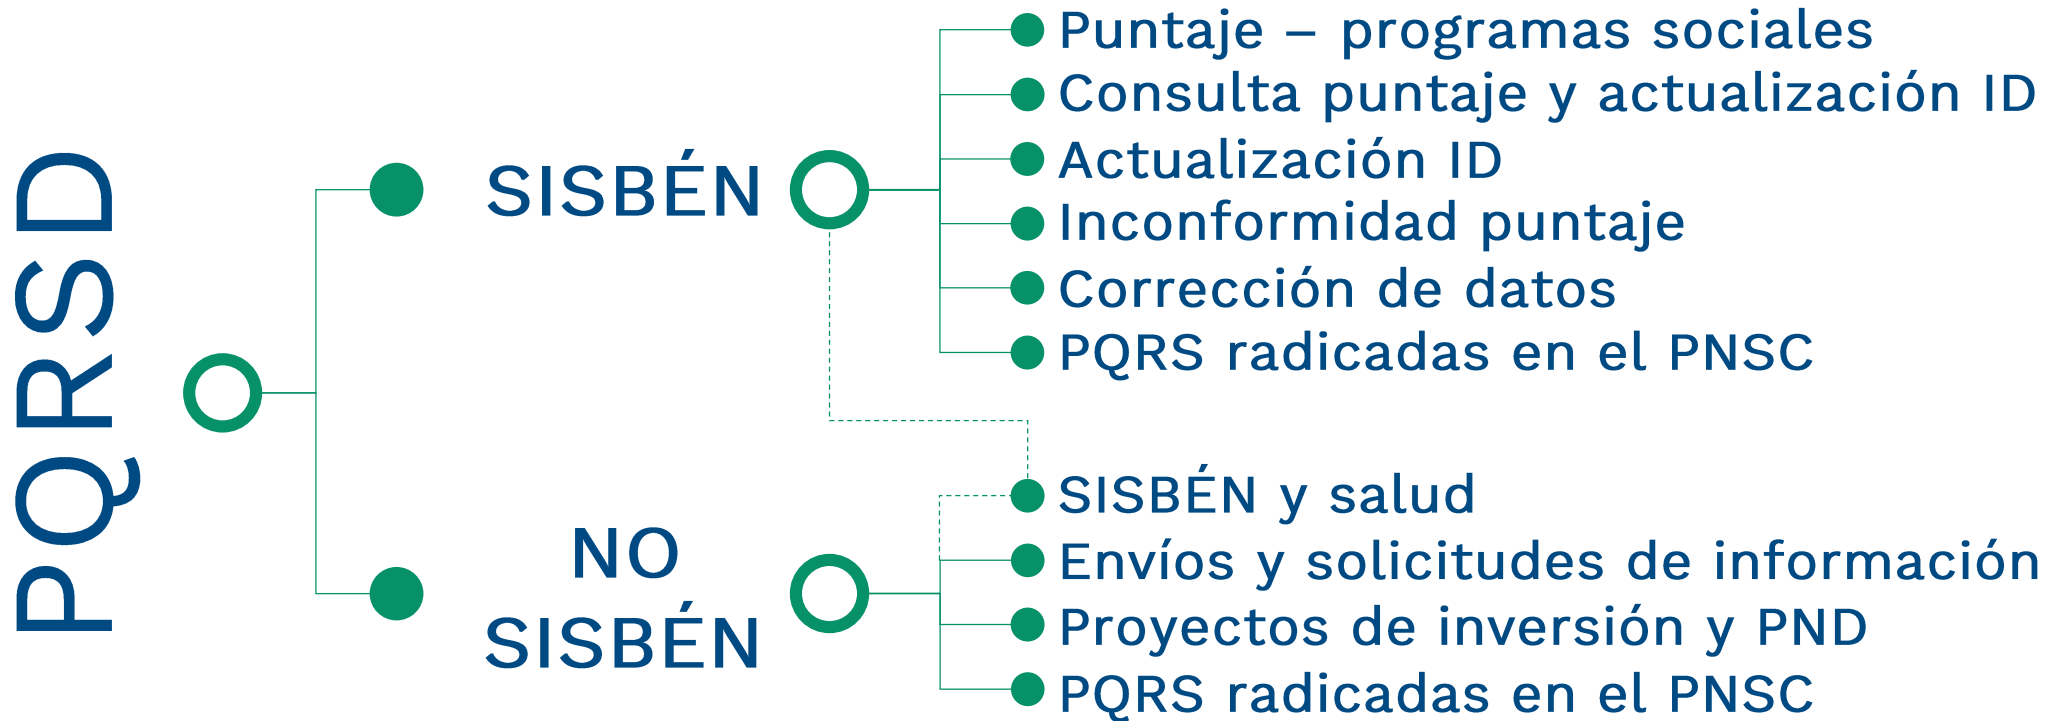 PQRSD
SISBÉN
Puntaje – programas sociales
Consulta puntaje y actualización ID
Actualización ID
Inconformidad puntaje
Corrección de datos
PQRS radicadas en el PNSC
NO
SISBÉN
SISBÉN y salud
Envíos y solicitudes de información
Proyectos de inversión y PND
PQRS radicadas en el PNSC